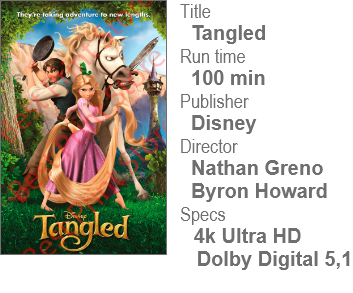 They're taking adventure to new lengths.
Disney
Tangled
Title
Tangled
Run time
100 min
Publisher
Disney
Director
Nathan Greno
Byron Howard
Specs
4k Ultra HD
Dolby Digital 5,1